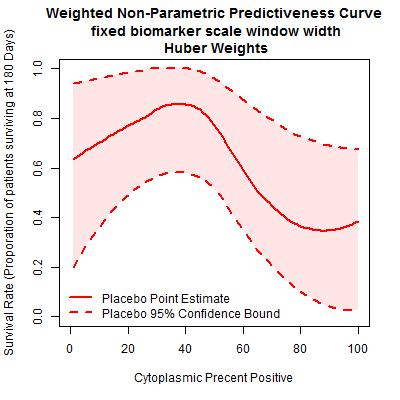 Weighted Non-Parametric Predictiveness Curve
fixed biomarker scale window width
Huber Weights
Survival Rate (Proporation of patients surviving at 180 Days)
1.0
0.8
0.6
0.4
0.2
0.0
Placebo Point Estimate
Placebo 95% Confidence Bound
0 20 40 60 80 100
Cytoplasmic Precent Positive